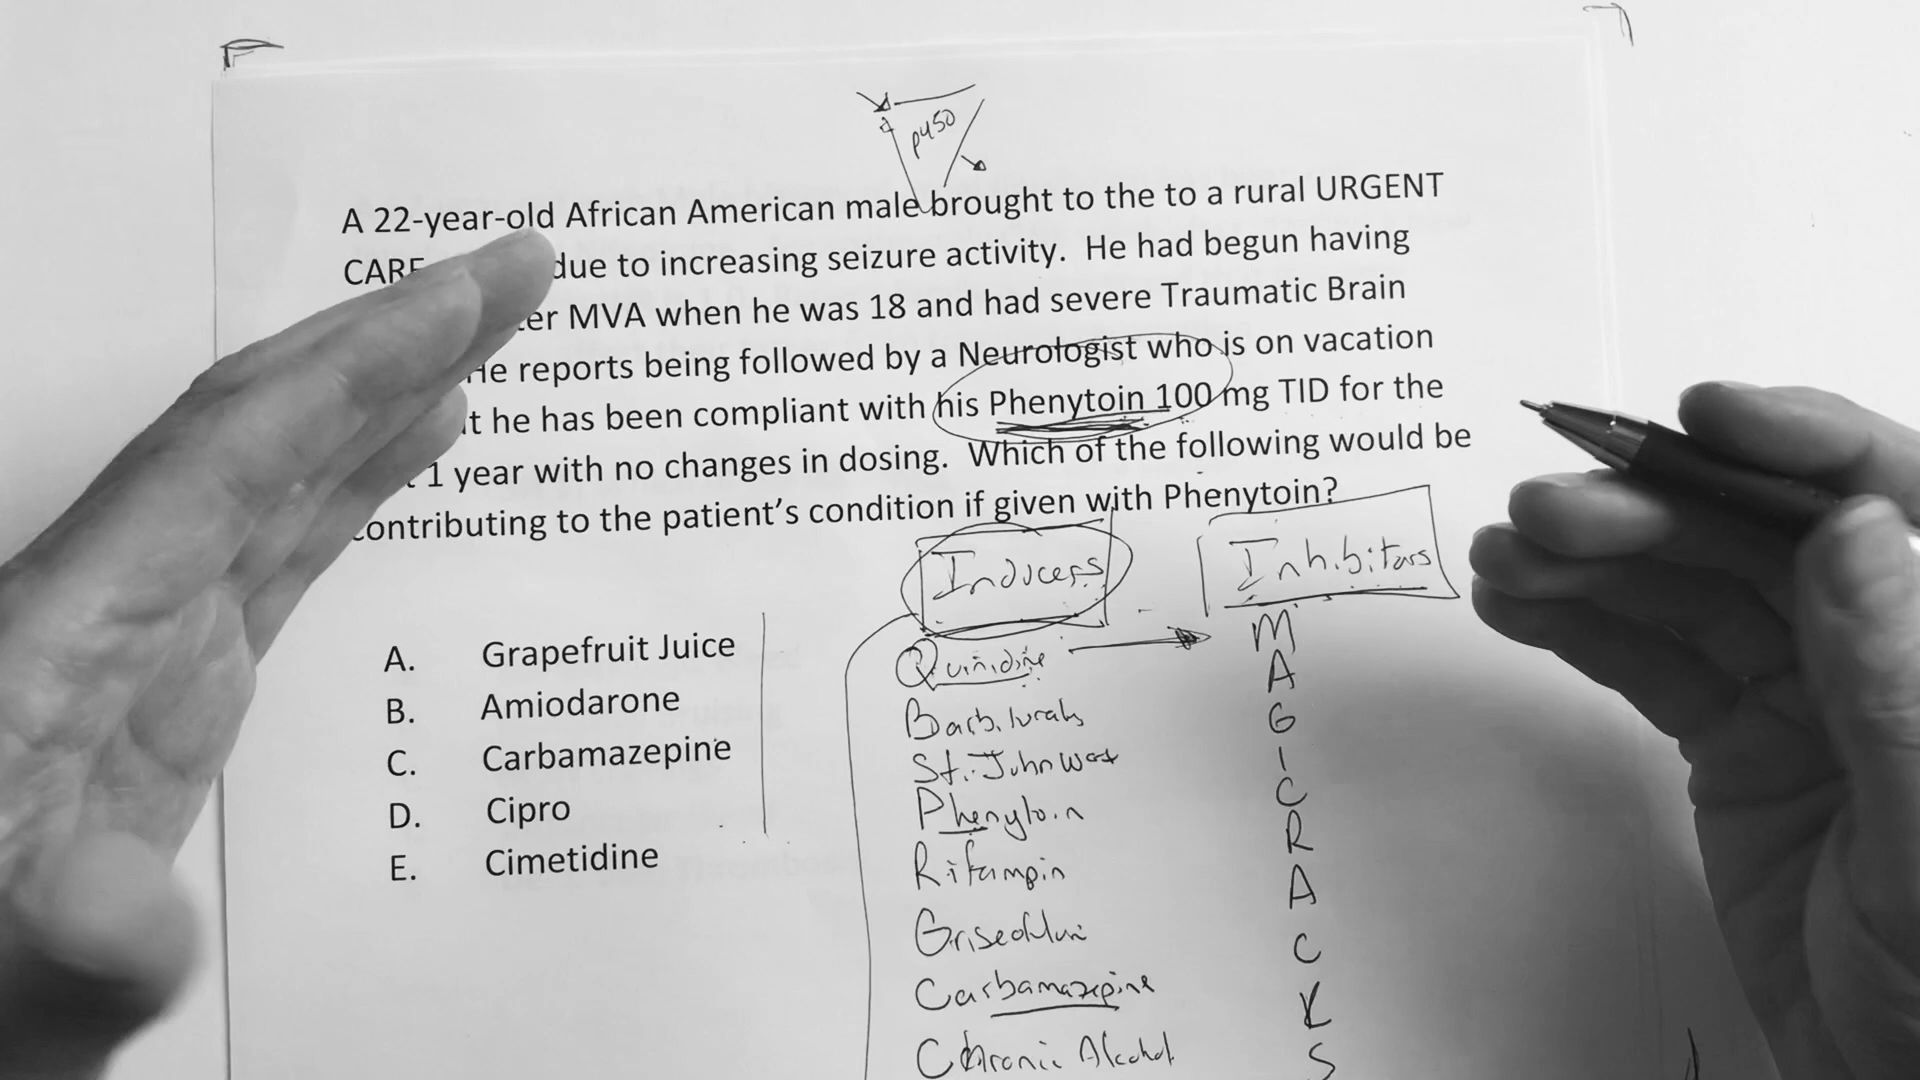 p450
A 22-year-old African American male brought to the to a rural URGENT
CARE due to increasing seizure activity. He had begun having
MVA when he was 18 and had severe Traumatic Brain
He reports being followed by a Neurologist who is on vacation
he has been compliant with his Phenytoin 100 mg TID for the
1 year with no changes in dosing. Which of the following would be
contributing to the patient's condition if given with Phenytoin?
Inducers Inhibitors
A. Grapefruit Juice
B. Amiodarone
C. Carbamazepine
D. Cipro
E. Cimetidine
Quinidine
St. John Wort
Phenytoin
Rifampin
Carbamazepine
Chronic Alcohol
M
A
G
I
C
R
A
C
K
S